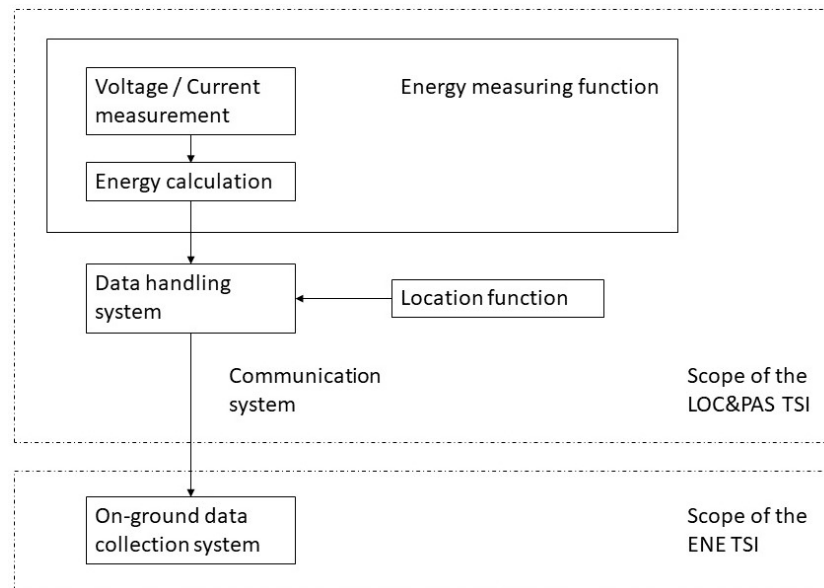 Voltage / Current
measurement
Energy measuring function
Energy calculation
Data handling
system
Location function
Communication
system
Scope of the
LOC&PAS TSI
On-ground data
collection system
Scope of the
ENE TSI